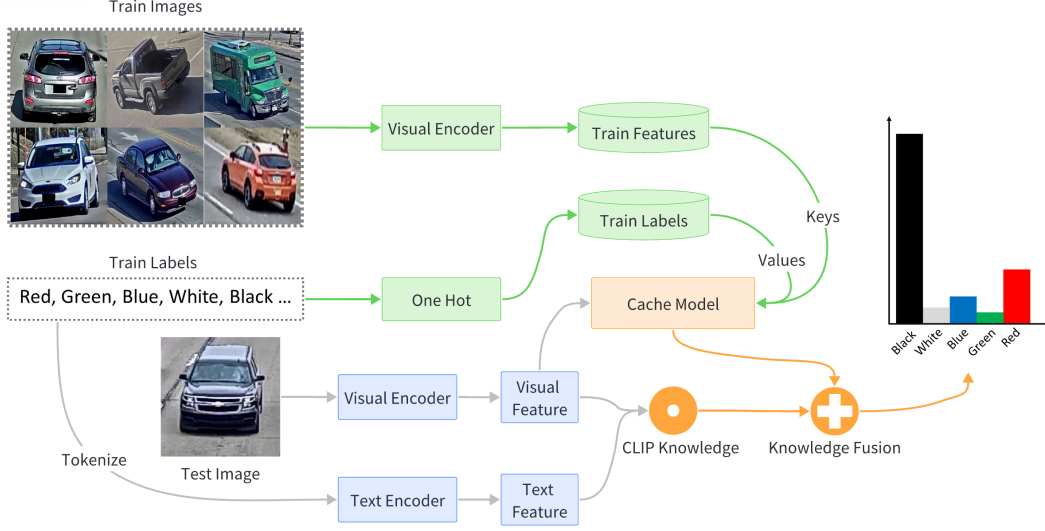 Train Images
Visual Encoder
Train Features
Keys
Train Labels
Values
Train Labels
Red, Green, Blue, White, Black ...
One Hot
Cache Model
Black
White
Blue
Green
Red
Visual Encoder
Visual
Feature
CLIP Knowledge
Knowledge Fusion
Tokenize
Test Image
Text Encoder
Text
Feature